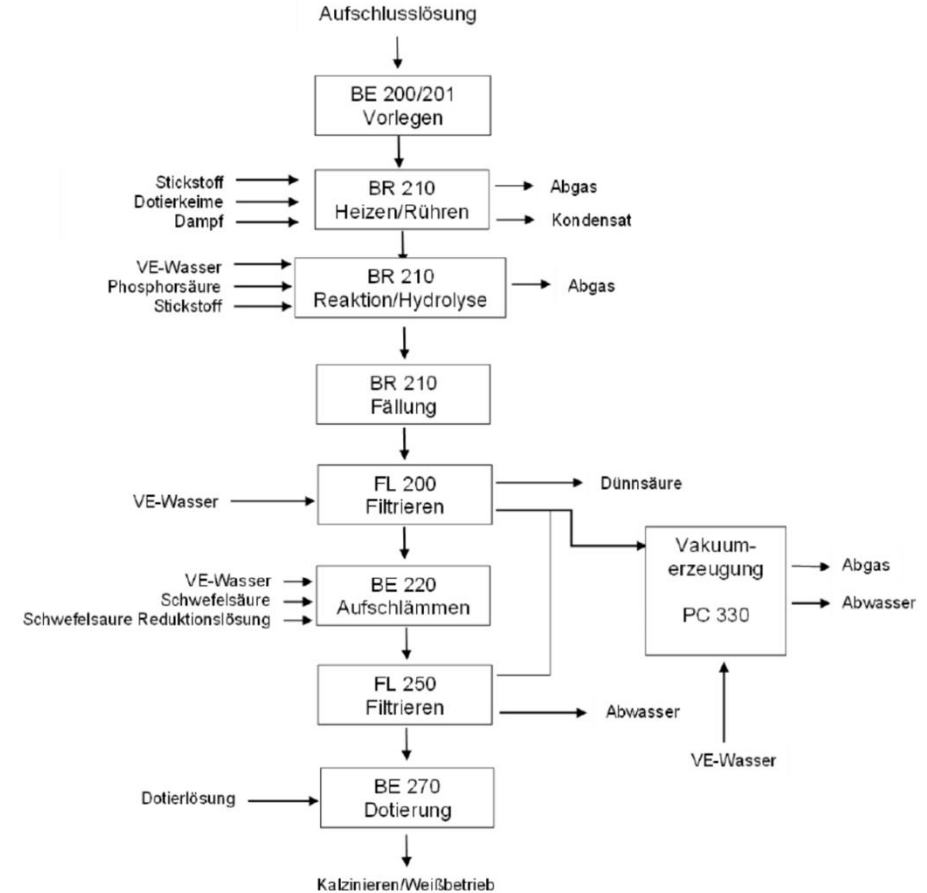 Aufschlusslösung
BE 200/201
Vorlegen
Stickstoff
Dotierkeime
Dampf
BR 210
Heizen/Rühren
Abgas
Kondensat
VE-Wasser
Phosphorsäure
Stickstoff
BR 210
Reaktion/Hydrolyse
Abgas
BR 210
Fällung
VE-Wasser
FL 200
Filtrieren
Dünnsäure
Vakuum-
erzeugung
PC 330
Abgas
Abwasser
VE-Wasser
VE-Wasser
Schwefelsäure
Schwefelsaure Reduktionslösung
BE 220
Aufschlämmen
FL 250
Filtrieren
Abwasser
Dotierlösung
BE 270
Dotierung
Kalzinieren/Weißbetrieb